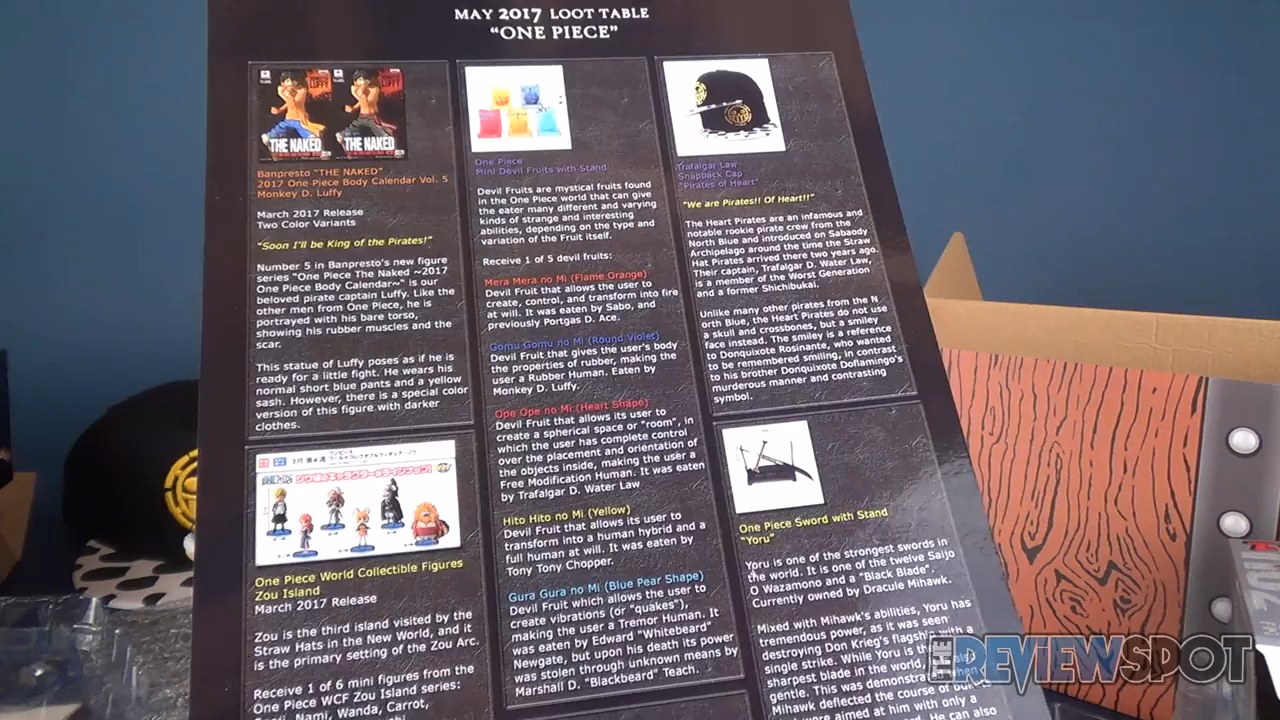 MAY 2017 LOOT TABLE
"ONE PIECE"
THE NAKED
THE NAKED
Banpresto "THE NAKED"
2017 One Piece Body Calendar Vol. 5
Monkey D. Luffy
March 2017 Release
Two Color Variants
"Soon I'll be King of the Pirates!"
Number 5 in Banpresto's new figure
series "One Piece The Naked ~2017
One Piece Body Calendar~" is our
beloved pirate captain Luffy. Like the
other men from One Piece, he is
portrayed with his bare torso,
showing his rubber muscles and the
scar.
This statue of Luffy poses as if he is
ready for a little fight. He wears his
normal short blue pants and a yellow
sash. However, there is a special color
version of this figure with darker
clothes.
One Piece World Collectible Figures
Zou Island
March 2017 Release
Zou is the third island visited by the
Straw Hats in the New World, and it
is the primary setting of the Zou Arc.
Receive 1 of 6 mini figures from the
One Piece WCF Zou Island series:
Nami, Wanda, Carrot,
One Piece
Mini Devil Fruits with Stand
Devil Fruits are mystical fruits found
in the One Piece world that can give
the eater many different and varying
kinds of strange and interesting
abilities, depending on the type and
variation of the Fruit itself.
Receive 1 of 5 devil fruits:
Mera Mera no Mi (Flame Orange)
Devil Fruit that allows the user to
create, control, and transform into fire
at will. It was eaten by Sabo, and
previously Portgas D. Ace.
Gomu Gomu no Mi (Round Violet)
Devil Fruit that gives the user's body
the properties of rubber, making the
user a Rubber Human. Eaten by
Monkey D. Luffy.
Ope Ope no Mi (Heart Shape)
Devil Fruit that allows its user to
create a spherical space or "room", in
which the user has complete control
over the placement and orientation of
the objects inside, making the user a
Free Modification Human. It was eaten
by Trafalgar D. Water Law
Hito Hito no Mi (Yellow)
Devil Fruit that allows its user to
transform into a human hybrid and a
full human at will. It was eaten by
Tony Tony Chopper.
Gura Gura no Mi (Blue Pear Shape)
Devil Fruit which allows the user to
create vibrations (or "quakes"),
making the user a Tremor Human. It
was eaten by Edward "Whitebeard"
Newgate, but upon his death its power
was stolen through unknown means by
Marshall D. "Blackbeard" Teach.
Trafalgar Law
Snapback Cap
"Pirates of Heart"
"We are Pirates!! Of Heart!!"
The Heart Pirates are an infamous and
notable rookie pirate crew from the
North Blue and introduced on Sabaody
Archipelago around the time the Straw
Hat Pirates arrived there two years ago.
Their captain, Trafalgar D. Water Law,
is a member of the Worst Generation
and a former Shichibukai.
Unlike many other pirates from the N
orth Blue, the Heart Pirates do not use
a skull and crossbones, but a smiley
face instead. The smiley is a reference
to Donquixote Rosinante, who wanted
to be remembered smiling, in contrast
to his brother Donquixote Doflamingo's
murderous manner and contrasting
symbol.
One Piece Sword with Stand
"Yoru"
Yoru is one of the strongest swords in
the world. It is one of the twelve Saijo
O Wazamono and a "Black Blade".
Currently owned by Dracule Mihawk.
Mixed with Mihawk's abilities, Yoru has
tremendous power, as it was seen
destroying Don Krieg's flagship with a
single strike. While Yoru is the
sharpest blade in the world,
gentle. This was demonstrated when
Mihawk deflected the course of
were aimed at him with only a
He can also
THE REVIEWSPOT